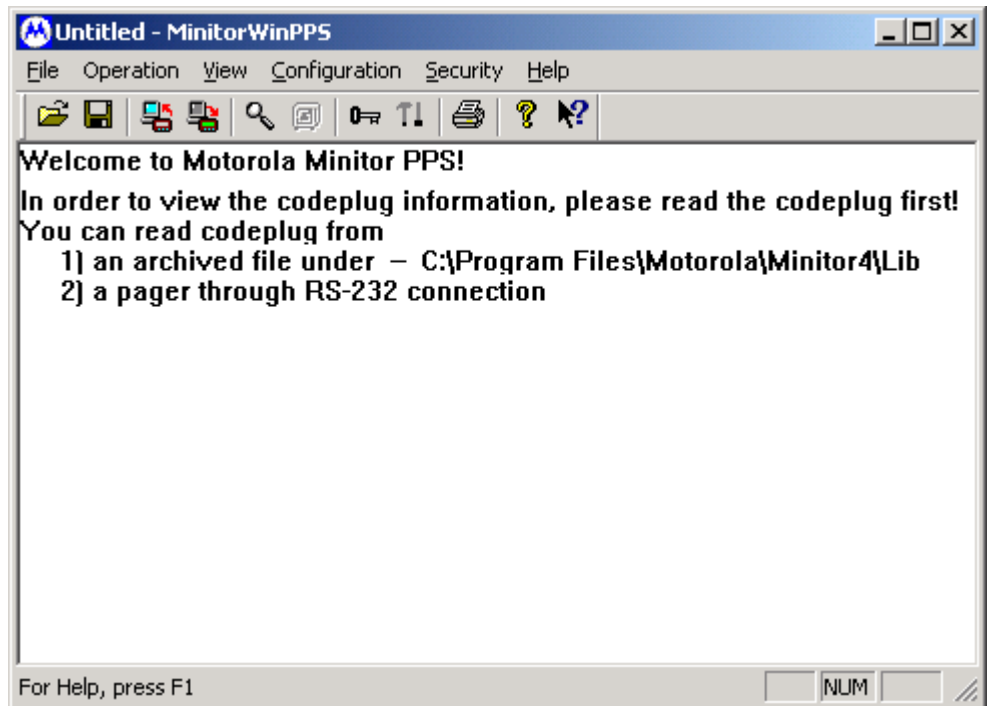 Untitled - MinitorWinPPS
File Operation View Configuration Security Help
Welcome to Motorola Minitor PPS!
In order to view the codeplug information, please read the codeplug first!
You can read codeplug from
1) an archived file under – C:\Program Files\Motorola\Minitor4\Lib
2) a pager through RS-232 connection
For Help, press F1 NUM